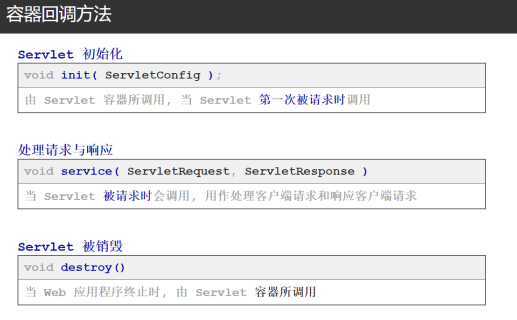 容器回调方法
Servlet 初始化
void init( ServletConfig );
由 Servlet 容器所调用, 当 Servlet 第一次被请求时调用
处理请求与响应
void service( ServletRequest, ServletResponse )
当 Servlet 被请求时会调用, 用作处理客户端请求和响应客户端请求
Servlet 被销毁
void destroy()
当 Web 应用程序终止时, 由 Servlet 容器所调用